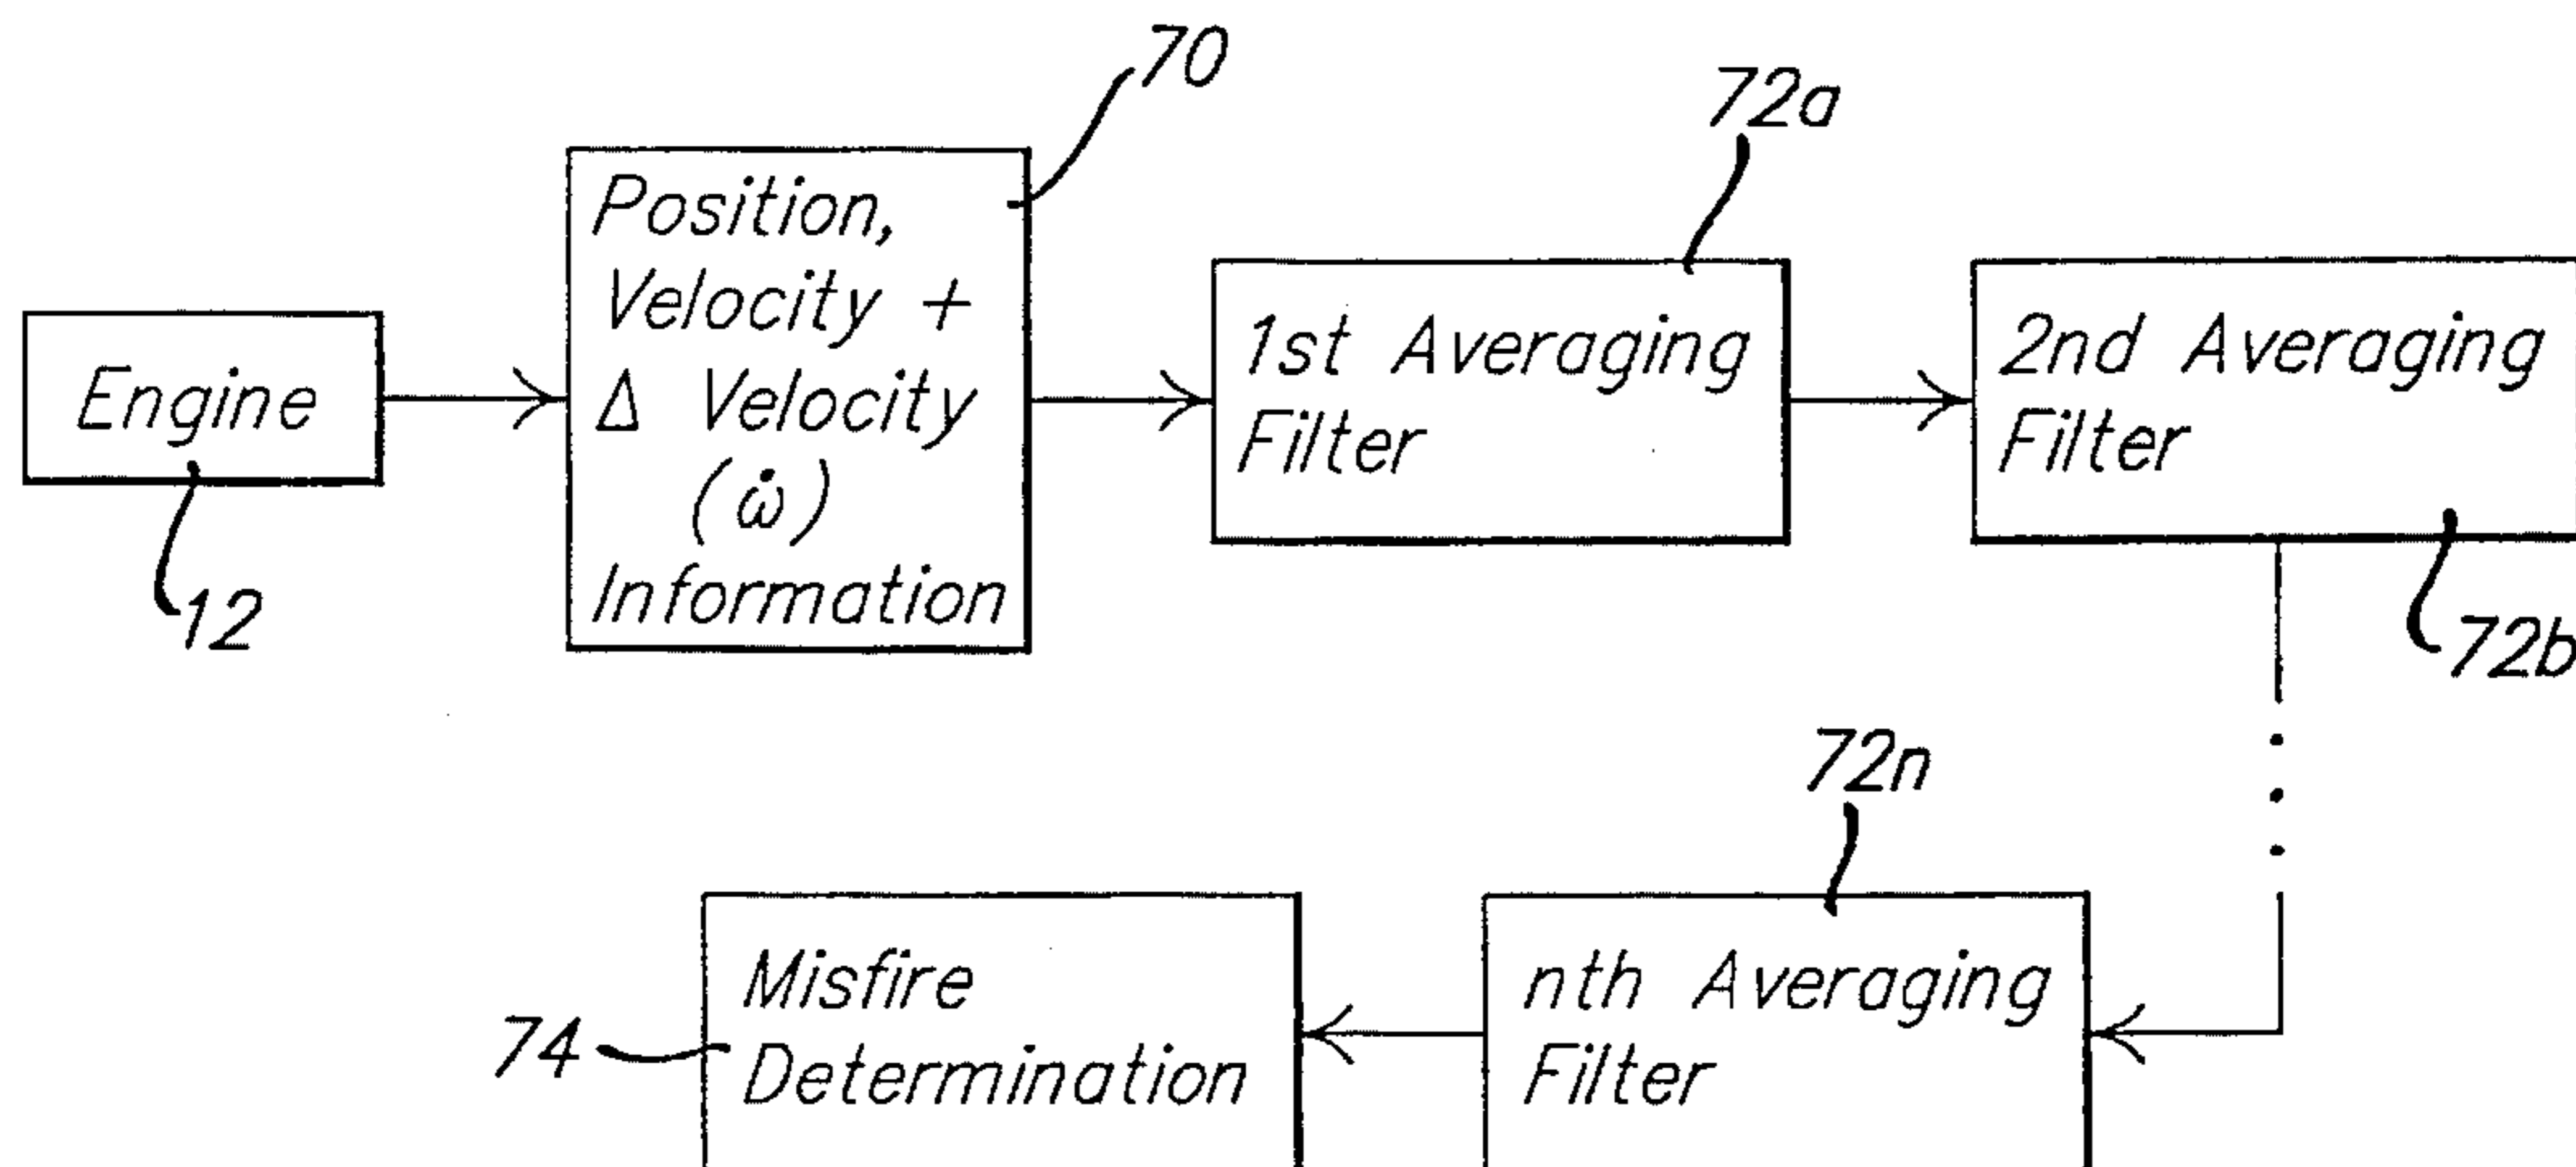 70
72a
Position,
Velocity +
Δ Velocity
(ω̇)
Information
Engine
12
1st Averaging
Filter
2nd Averaging
Filter
72b
72n
nth Averaging
Filter
Misfire
Determination
74